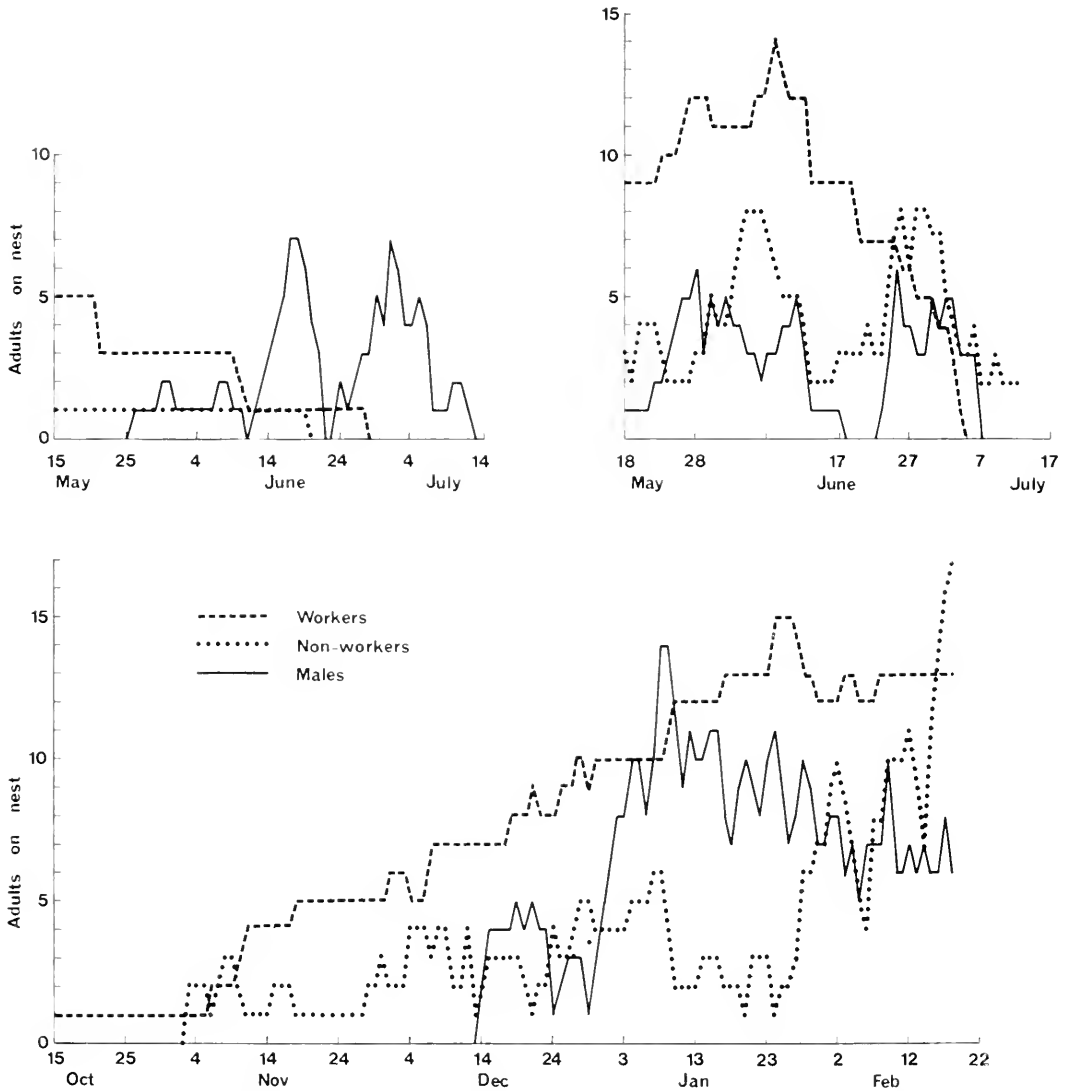 15
10
5
0
Adults on nest
15 25 4 14 24 4 14
May June July
15
10
5
18 28 17 27 7 17
May June July
Workers
Non-workers
Males
15
10
5
0
Adults on nest
15 25 4 14 24 4 14 24 3 13 23 2 12 22
Oct Nov Dec Jan Feb